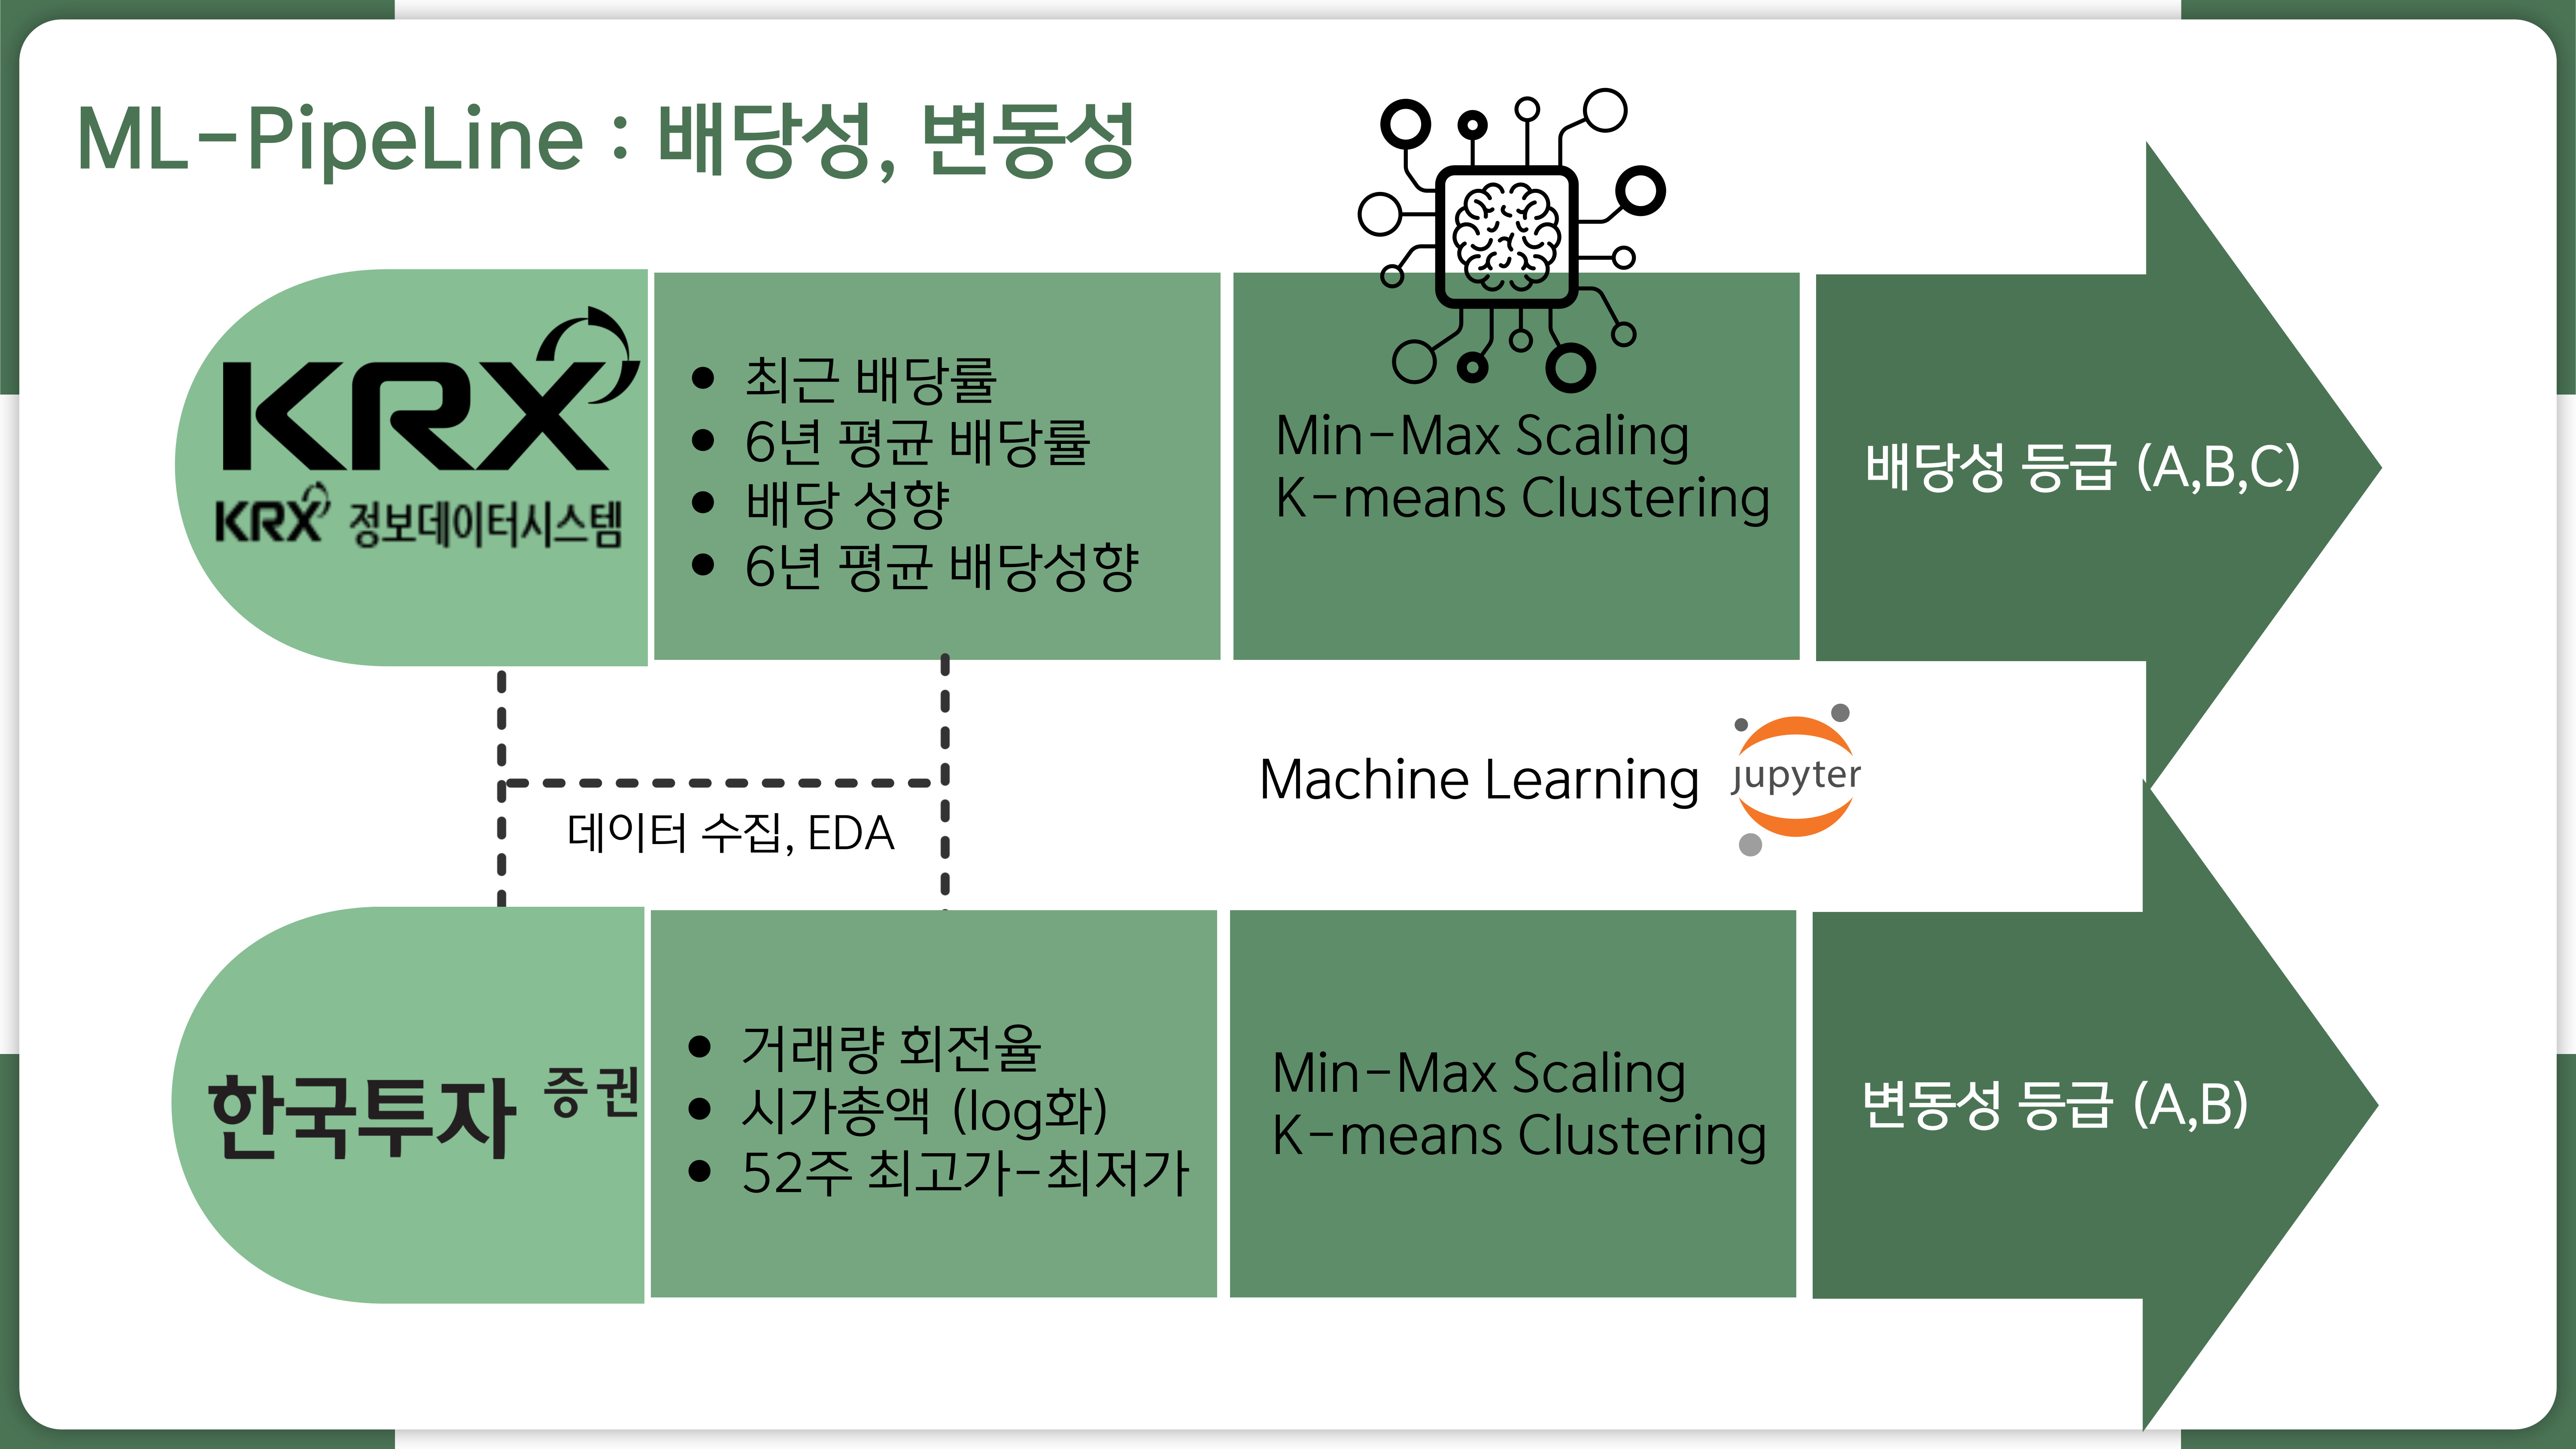 ML-PipeLine : 배당성, 변동성
KRX
KRX 정보데이터시스템
• 최근 배당률
• 6년 평균 배당률
• 배당 성향
• 6년 평균 배당성향
Min-Max Scaling
K-means Clustering
배당성 등급 (A,B,C)
데이터 수집, EDA
Machine Learning
jupyter
한국투자 증권
• 거래량 회전율
• 시가총액 (log화)
• 52주 최고가-최저가
Min-Max Scaling
K-means Clustering
변동성 등급 (A,B)